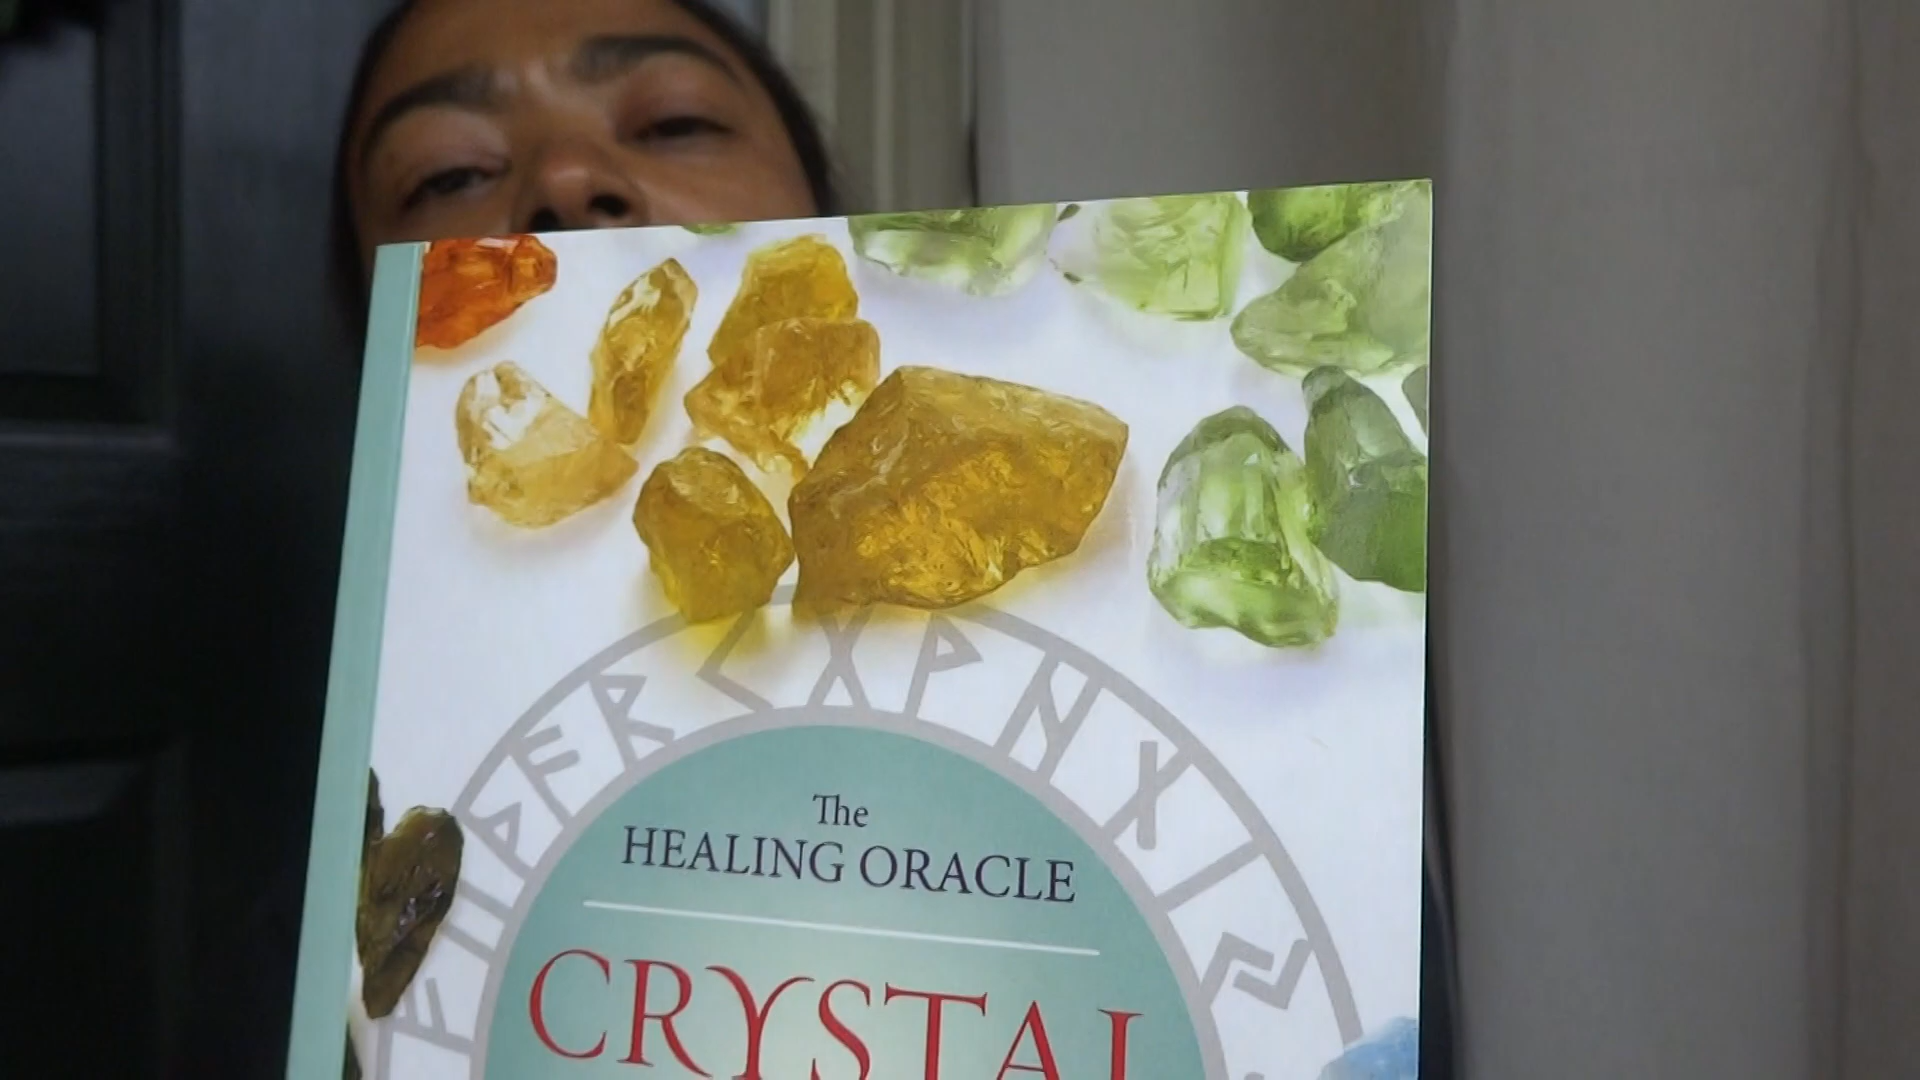 ᚠ ᚢ ᚦ ᚨ ᚱ ᚲ ᚷ ᚹ ᚺ ᚾ ᛁ ᛃ
The
HEALING ORACLE
CRYSTAL